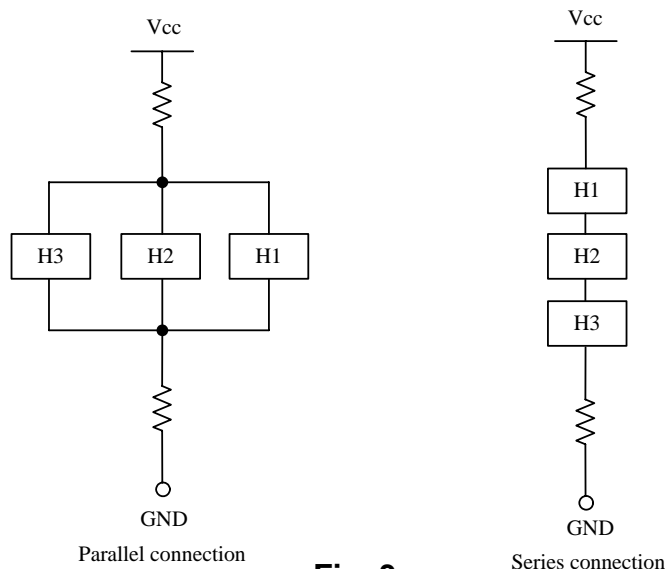 Vcc
H3
H2
H1
GND
Parallel connection
Vcc
H1
H2
H3
GND
Series connection